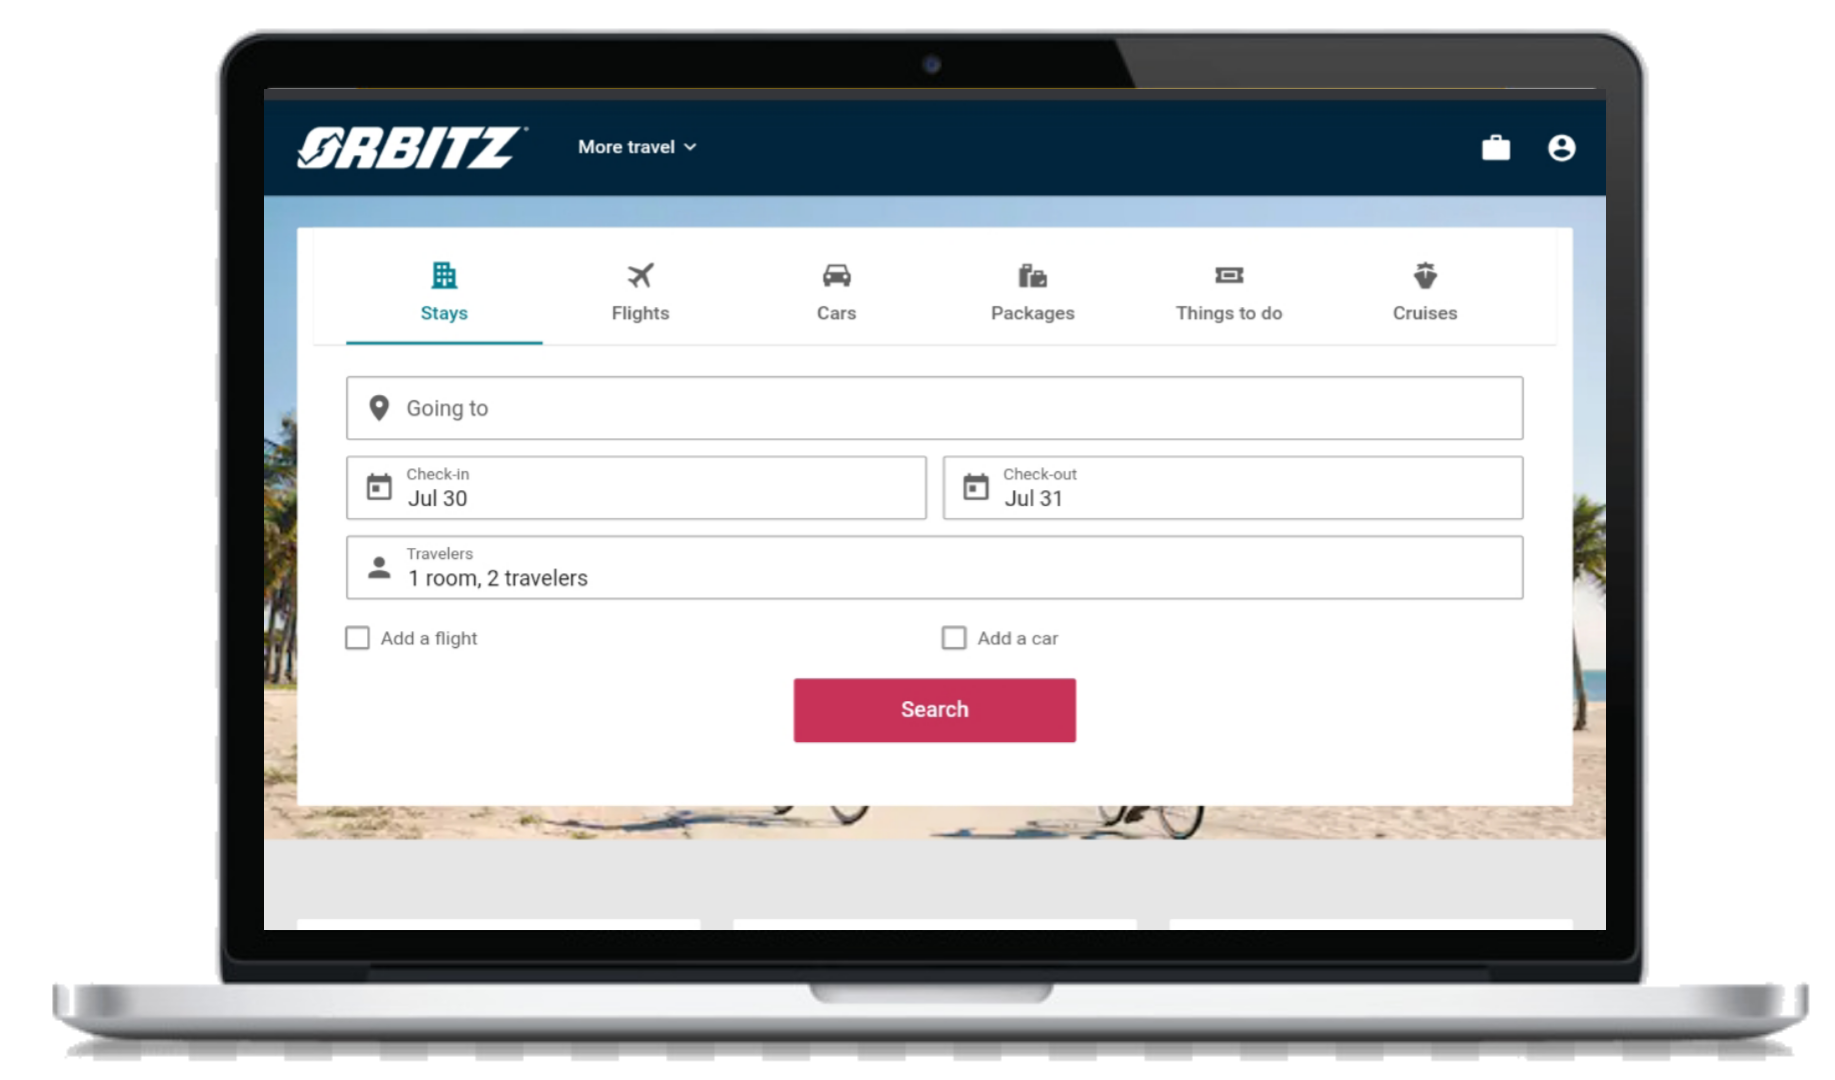 ORBITZ
More travel
Stays
Flights
Cars
Packages
Things to do
Cruises
Going to
Check-in
Jul 30
Check-out
Jul 31
Travelers
1 room, 2 travelers
Add a flight
Add a car
Search